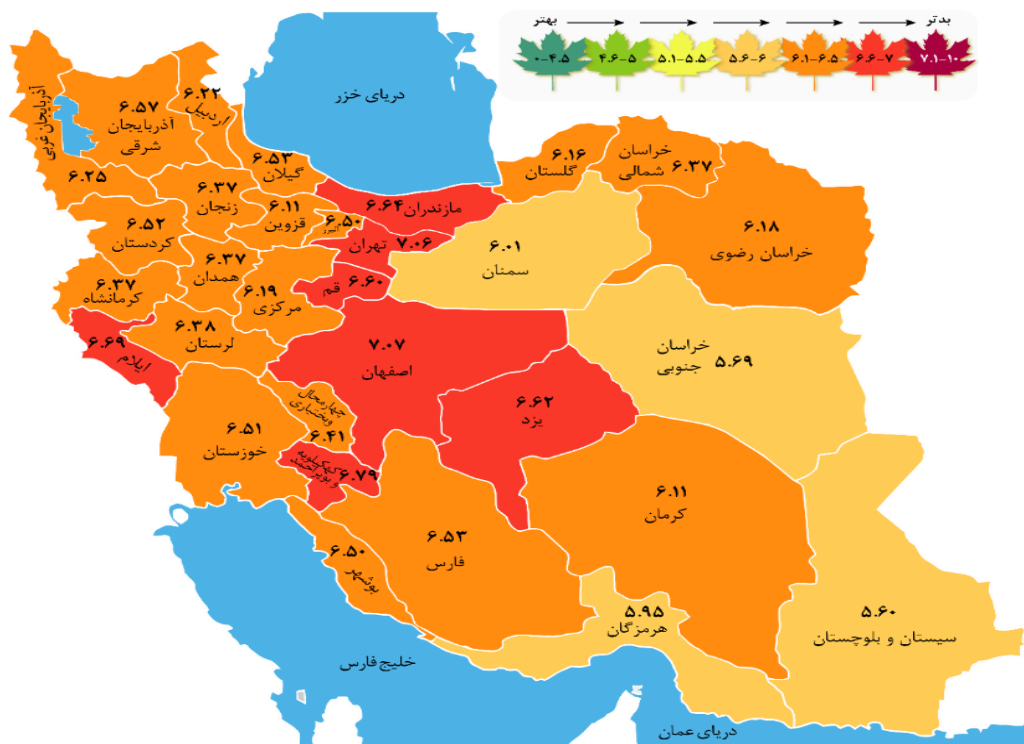 بهتر
بدتر
۰-۴.۵
۴.۶-۵
۵.۱-۵.۵
۵.۶-۶
۶.۱-۶.۵
۶.۶-۷
۷.۱-۱۰
دریای خزر
آذربایجان غربی
۶.۲۵
۶.۵۷
آذربایجان
شرقی
۶.۲۲
اردبیل
۶.۵۳
گیلان
۶.۳۷
زنجان
۶.۱۱
قزوین
۶.۵۰
البرز
مازندران ۶.۶۴
تهران ۷.۰۶
قم ۶.۶۰
۶.۱۶
گلستان
خراسان
شمالی ۶.۳۷
۶.۱۸
خراسان رضوی
۶.۰۱
سمنان
۶.۵۲
کردستان
۶.۳۷
همدان
۶.۳۷
کرمانشاه
۶.۱۹
مرکزی
۶.۳۸
لرستان
۶.۶۹
ایلام
۷.۰۷
اصفهان
خراسان
جنوبی ۵.۶۹
۶.۶۲
یزد
چهارمحال
وبختیاری
۶.۴۱
۶.۵۱
خوزستان
کهکیلویه
و بویراحمد
۶.۷۹
۶.۱۱
کرمان
۶.۵۳
فارس
۶.۵۰
بوشهر
۵.۹۵
هرمزگان
۵.۶۰
سیستان و بلوچستان
خلیج فارس
دریای عمان